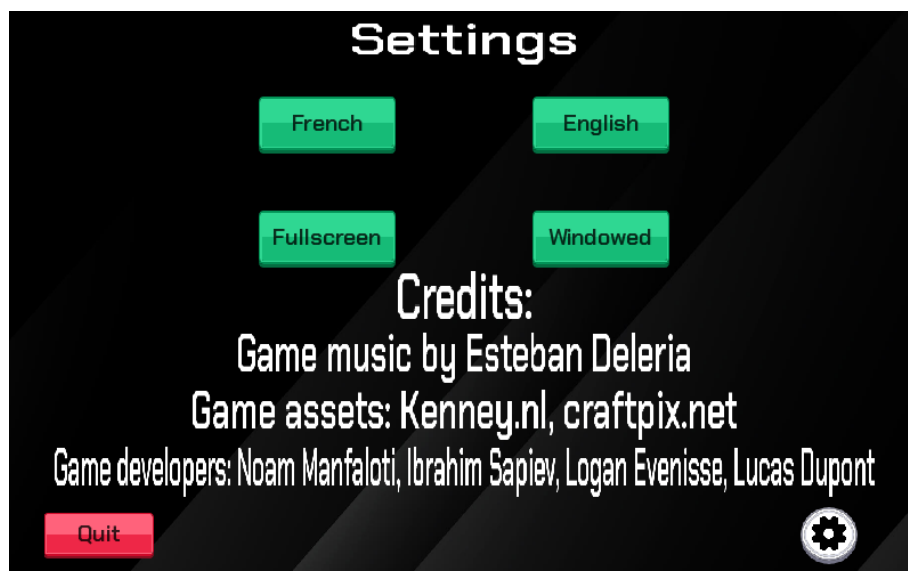 Settings
French English
Fullscreen Windowed
Credits:
Game music by Esteban Deleria
Game assets: Kenney.nl, craftpix.net
Game developers: Noam Manfaloti, Ibrahim Sapiev, Logan Evenisse, Lucas Dupont
Quit